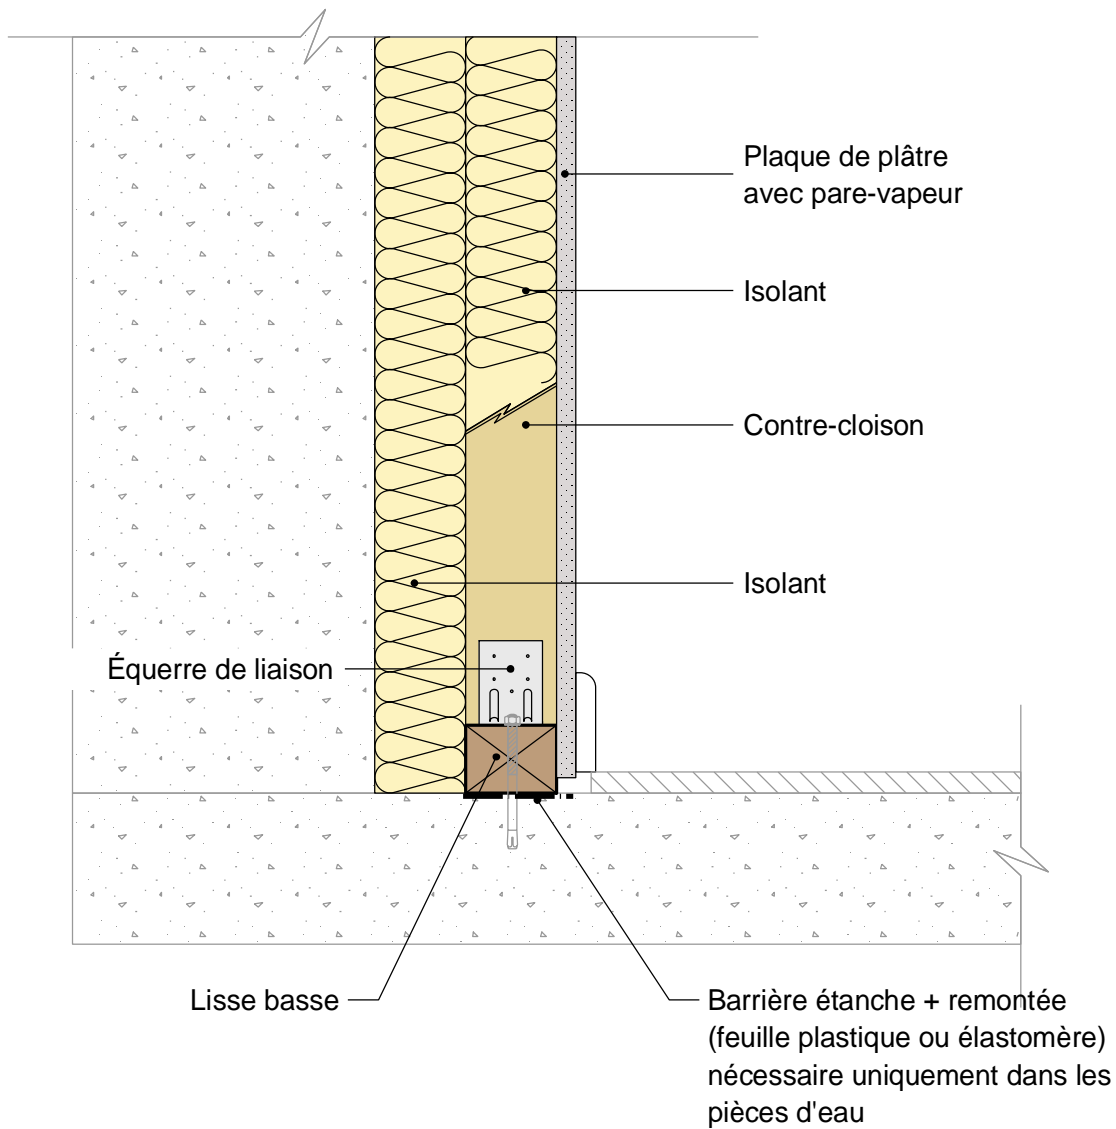 Plaque de plâtre
avec pare-vapeur
Isolant
Contre-cloison
Isolant
Équerre de liaison
Lisse basse
Barrière étanche + remontée
(feuille plastique ou élastomère)
nécessaire uniquement dans les
pièces d'eau